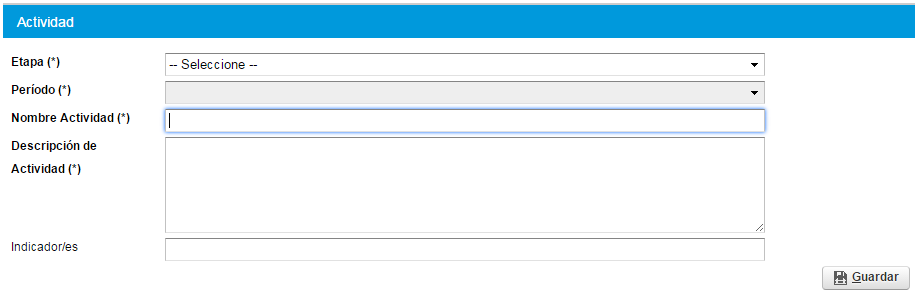 Actividad
Etapa (*)
-- Seleccione --
Período (*)
Nombre Actividad (*)
Descripción de
Actividad (*)
Indicador/es
Guardar